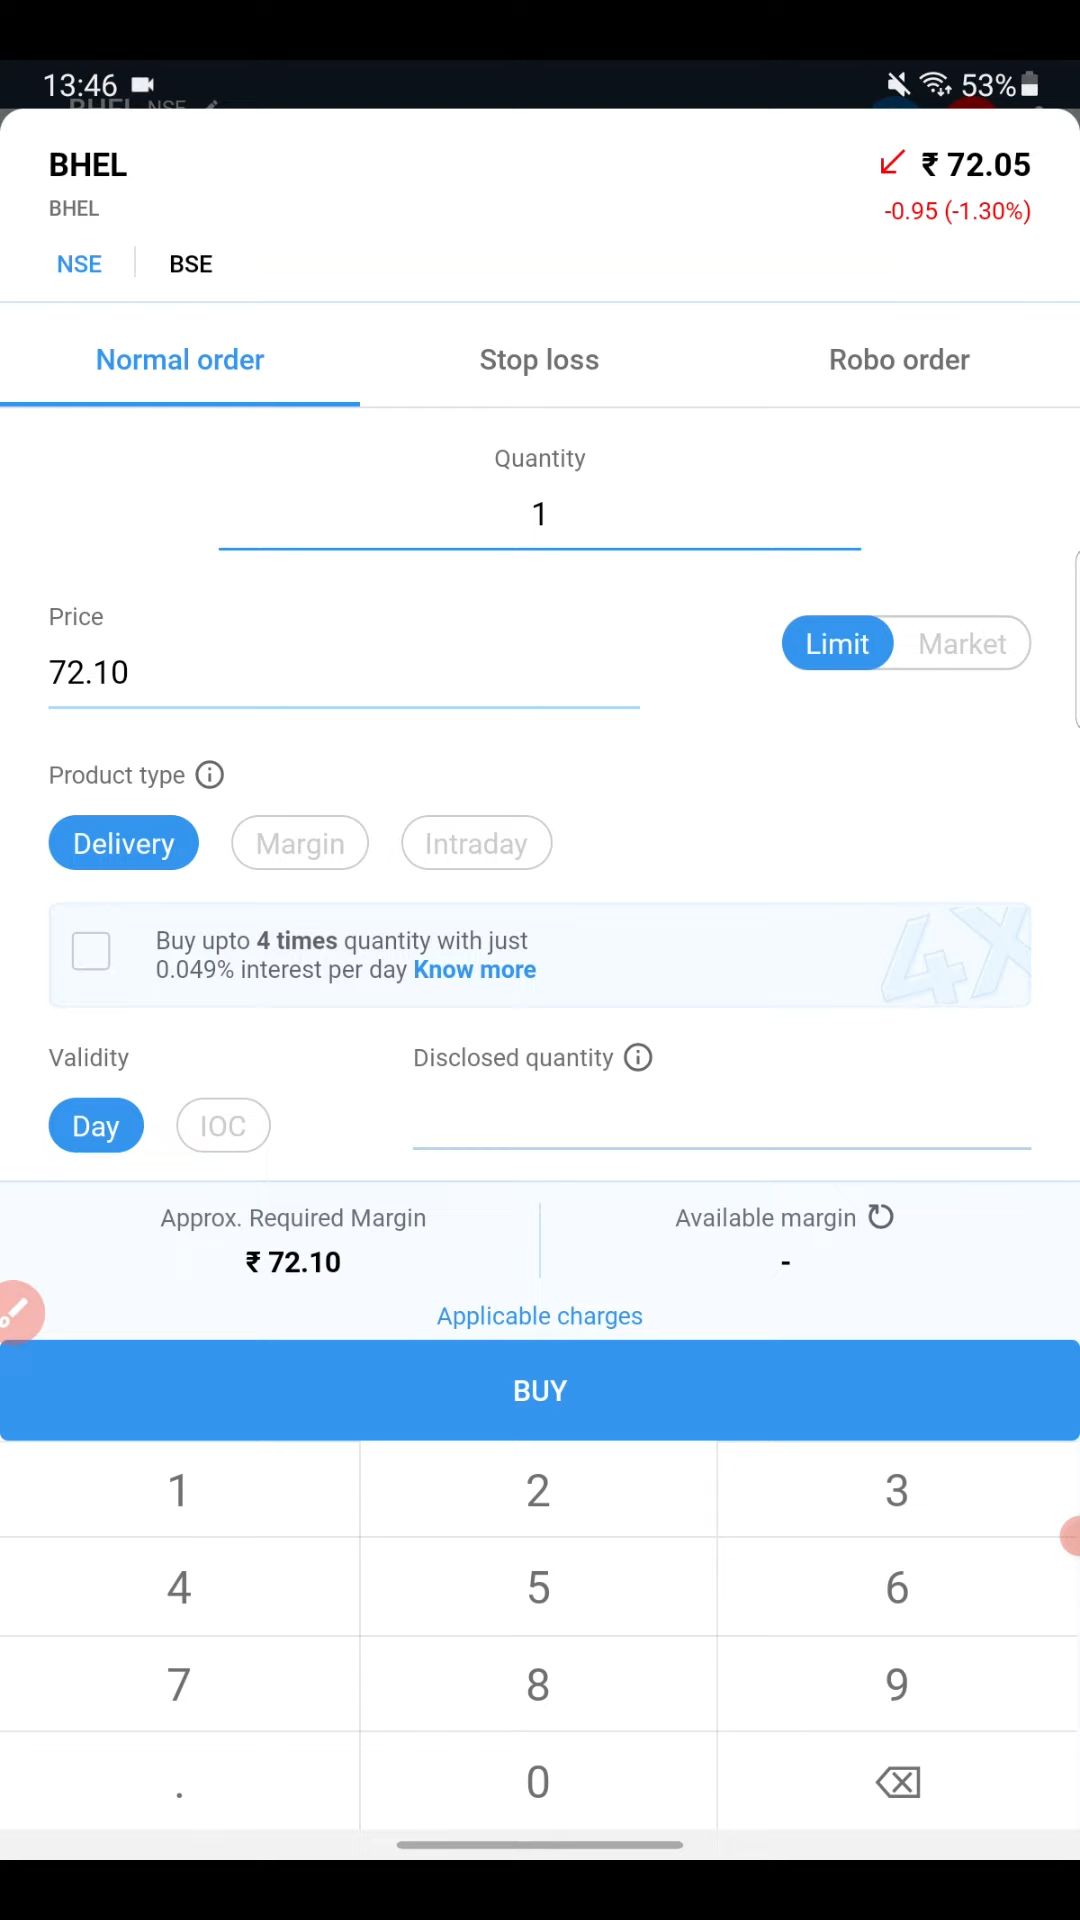 13:46
53%
BHEL NSE
BHEL
₹ 72.05
BHEL
-0.95 (-1.30%)
NSE
BSE
Normal order
Stop loss
Robo order
Quantity
1
Price
72.10
Limit
Market
Product type
Delivery
Margin
Intraday
Buy upto 4 times quantity with just
0.049% interest per day Know more
4X
Validity
Disclosed quantity
Day
IOC
Approx. Required Margin
Available margin
₹ 72.10
-
Applicable charges
BUY
1
2
3
4
5
6
7
8
9
.
0